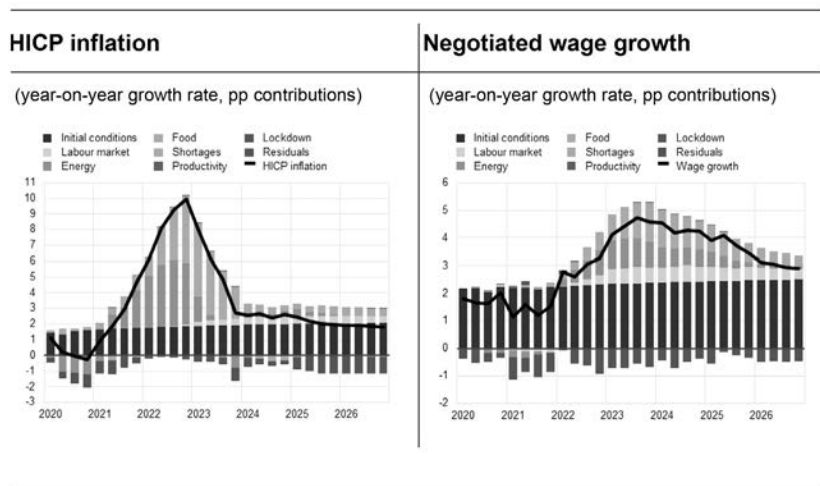 HICP inflation
(year-on-year growth rate, pp contributions)
Initial conditions Food Lockdown
Labour market Shortages Residuals
Energy Productivity HICP inflation
11
10
9
8
7
6
5
4
3
2
1
0
-1
-2
-3
2020 2021 2022 2023 2024 2025 2026
Negotiated wage growth
(year-on-year growth rate, pp contributions)
Initial conditions Food Lockdown
Labour market Shortages Residuals
Energy Productivity Wage growth
6
5
4
3
2
1
0
-1
-2
2020 2021 2022 2023 2024 2025 2026